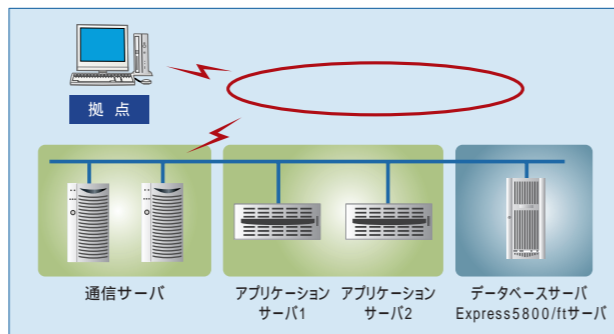 拠点
通信サーバ
アプリケーション
サーバ1
アプリケーション
サーバ2
データベースサーバ
Express5800/ftサーバ